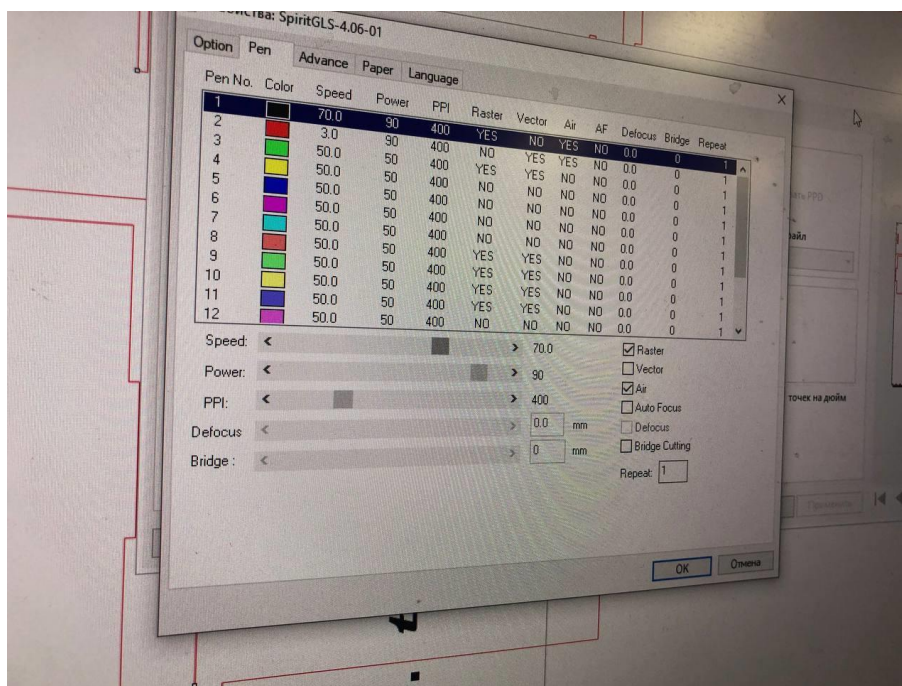 ства: SpiritGLS-4.06-01
Option Pen Advance Paper Language
Pen No. Color Speed Power PPI Raster Vector Air AF Defocus Bridge Repeat
1 70.0 90 400 YES NO YES NO 0.0 0 1
2 3.0 90 400 NO YES YES NO 0.0 0 1
3 50.0 50 400 YES YES NO NO 0.0 0 1
4 50.0 50 400 NO NO NO NO 0.0 0 1
5 50.0 50 400 NO NO NO NO 0.0 0 1
6 50.0 50 400 NO NO NO NO 0.0 0 1
7 50.0 50 400 NO NO NO NO 0.0 0 1
8 50.0 50 400 YES YES NO NO 0.0 0 1
9 50.0 50 400 YES YES NO NO 0.0 0 1
10 50.0 50 400 YES YES NO NO 0.0 0 1
11 50.0 50 400 YES YES NO NO 0.0 0 1
12 50.0 50 400 NO NO NO NO 0.0 0 1
Speed: 70.0
Power: 90
PPI: 400
Defocus 0.0 mm
Bridge : 0 mm
Raster
Vector
Air
Auto Focus
Defocus
Bridge Cutting
Repeat: 1
OK Отмена
PPD
точек на дюйм
Применить